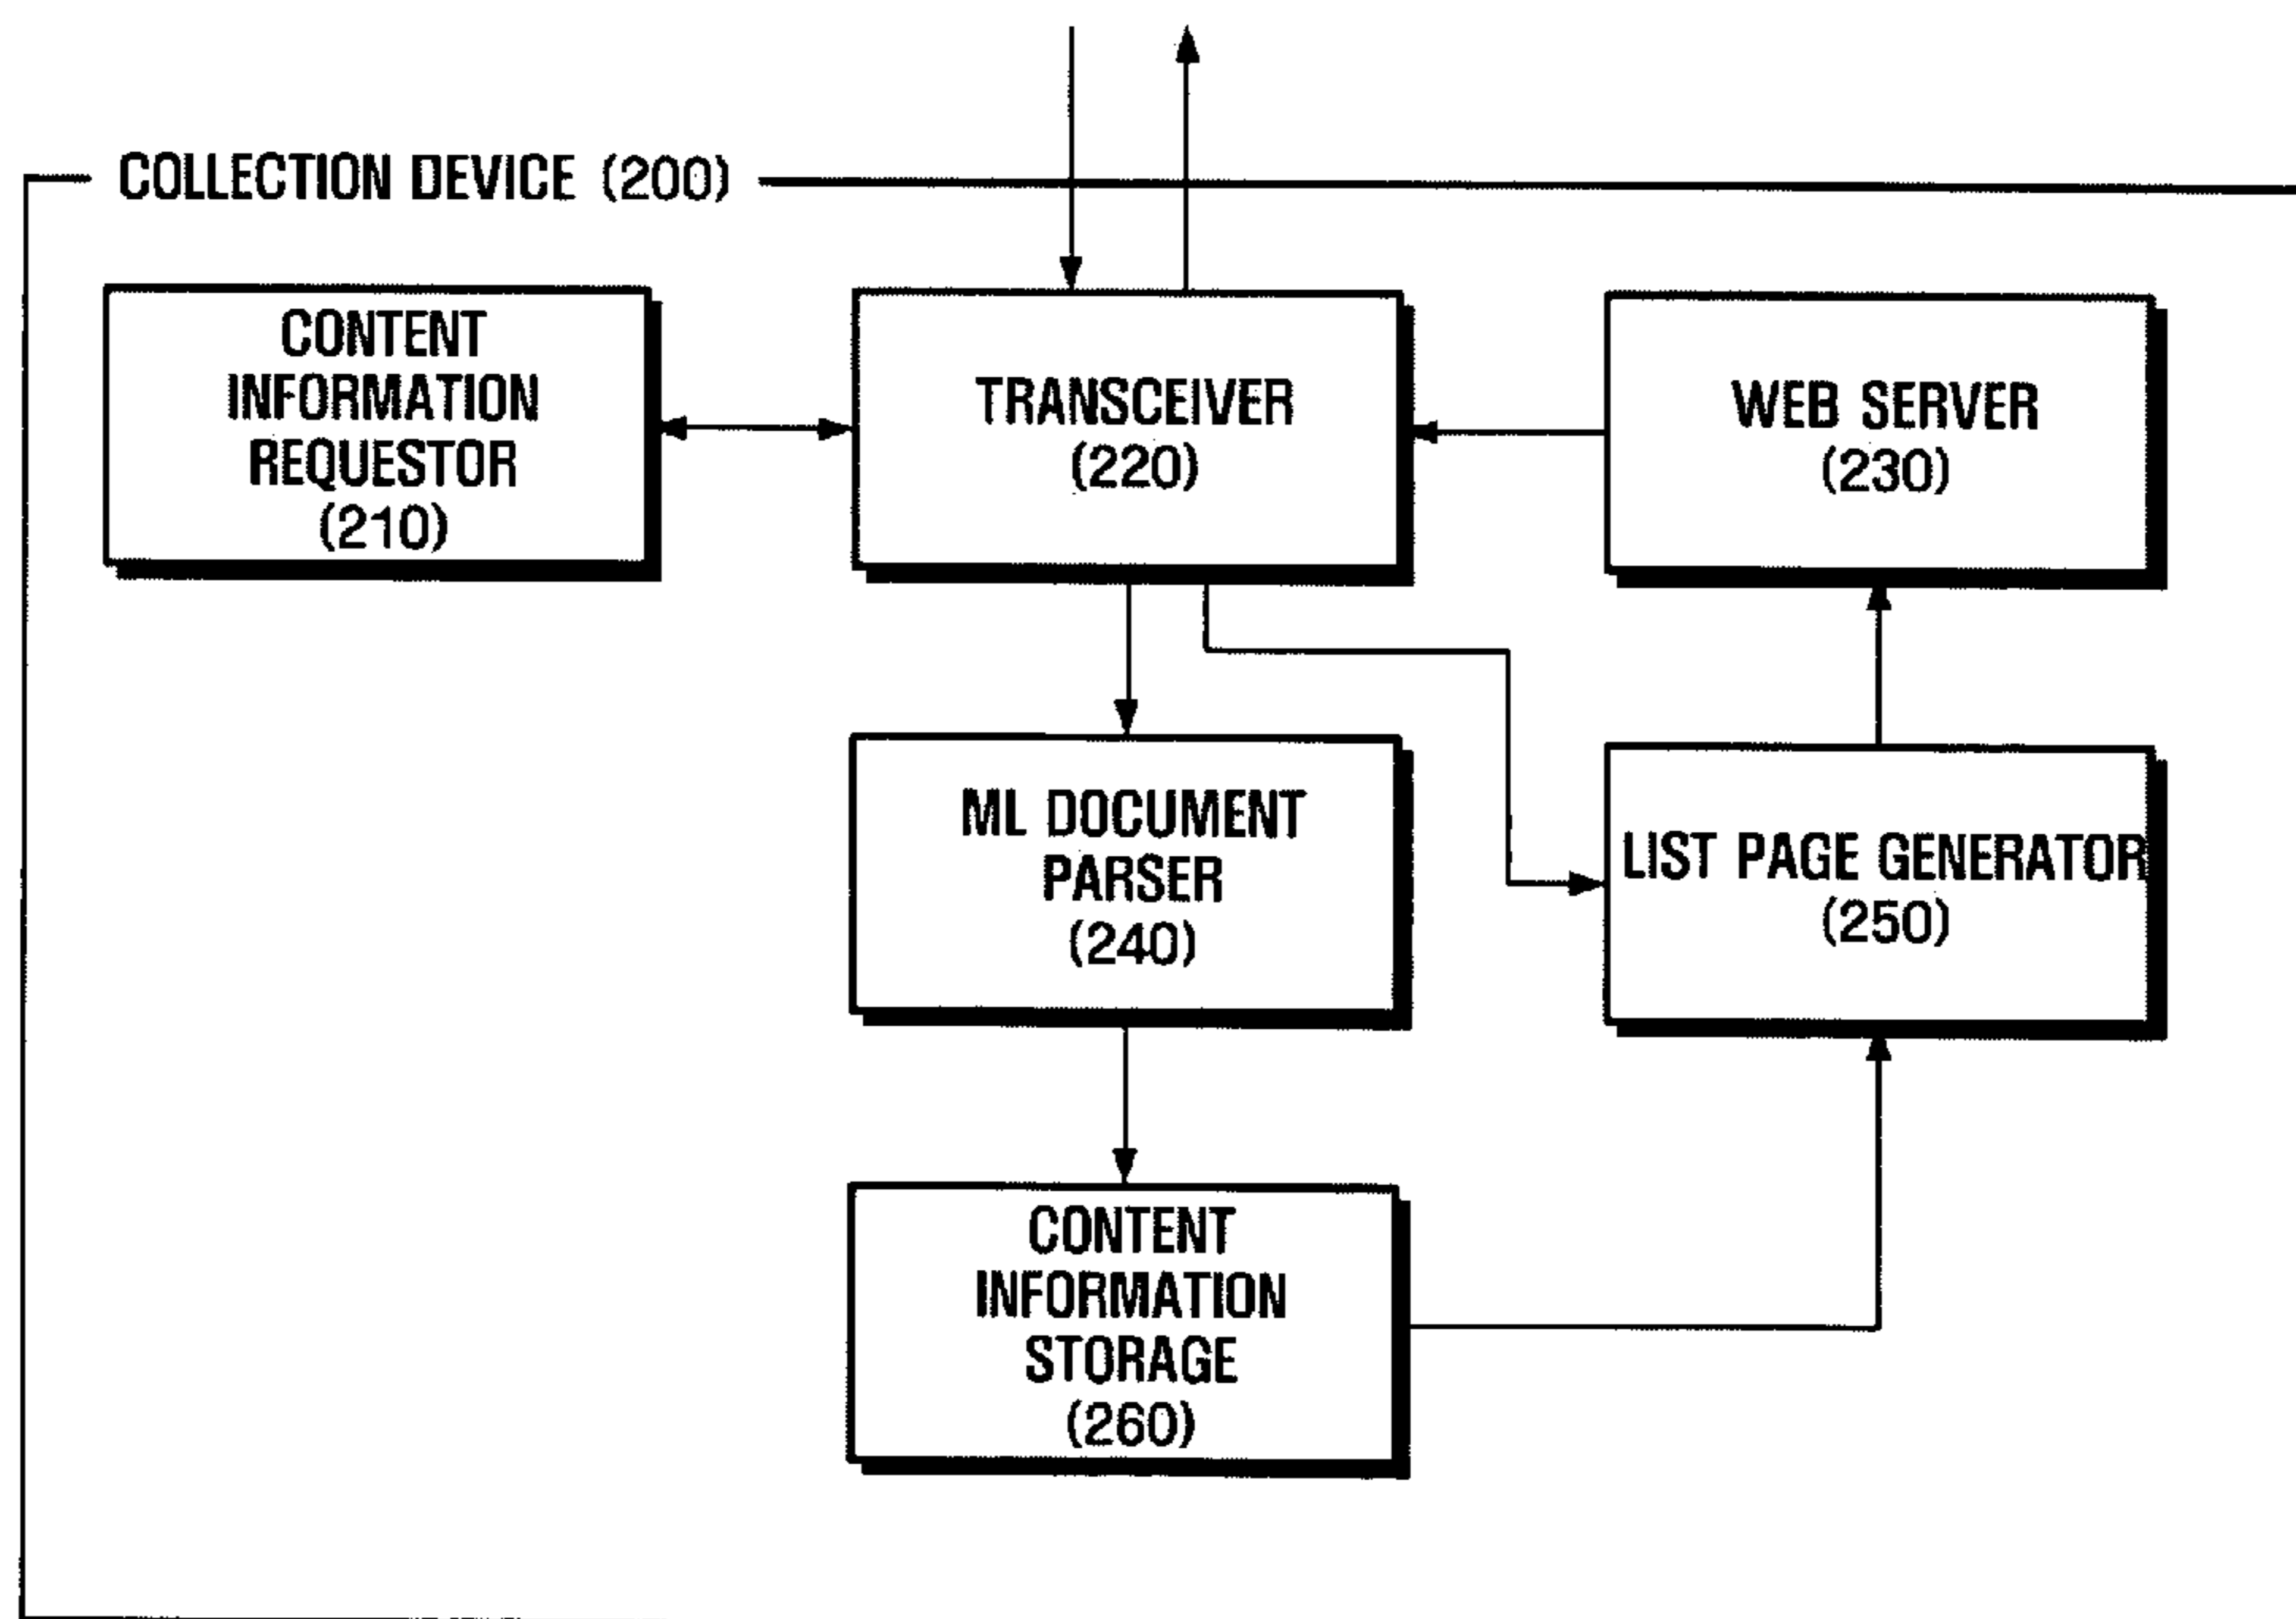 COLLECTION DEVICE (200)
CONTENT
INFORMATION
REQUESTOR
(210)
TRANSCEIVER
(220)
WEB SERVER
(230)
ML DOCUMENT
PARSER
(240)
LIST PAGE GENERATOR
(250)
CONTENT
INFORMATION
STORAGE
(260)